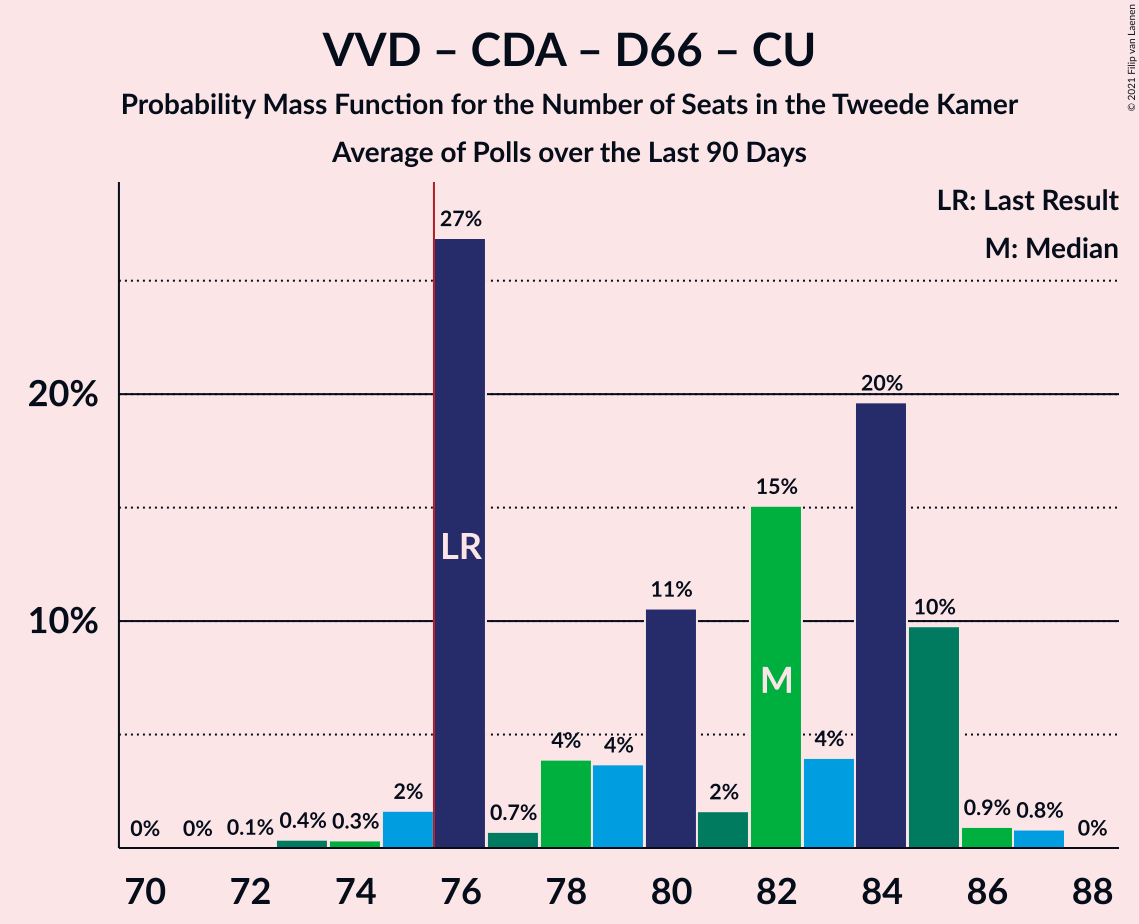 VVD – CDA – D66 – CU
Probability Mass Function for the Number of Seats in the Tweede Kamer
Average of Polls over the Last 90 Days
© 2021 Filip van Laenen
LR: Last Result
M: Median
20%
10%
0%
0%
0.1%
0.4%
0.3%
2%
27%
0.7%
4%
4%
11%
2%
15%
4%
20%
10%
0.9%
0.8%
0%
LR
M
70 72 74 76 78 80 82 84 86 88